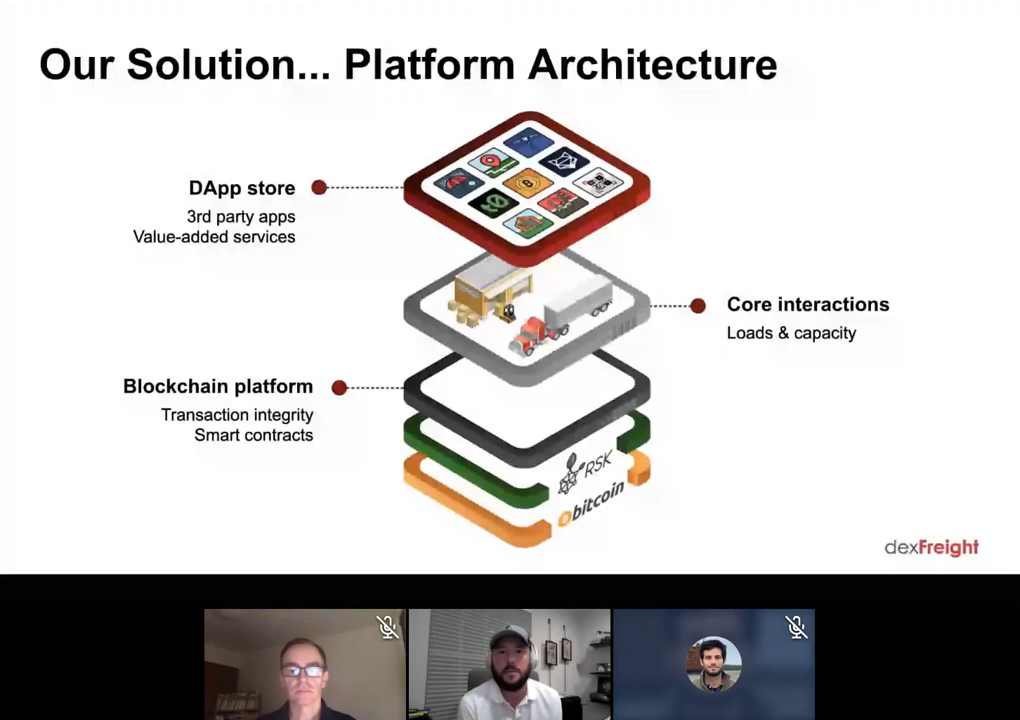 Our Solution... Platform Architecture
DApp store
3rd party apps
Value-added services
Core interactions
Loads & capacity
Blockchain platform
Transaction integrity
Smart contracts
RSK
bitcoin
dexFreight